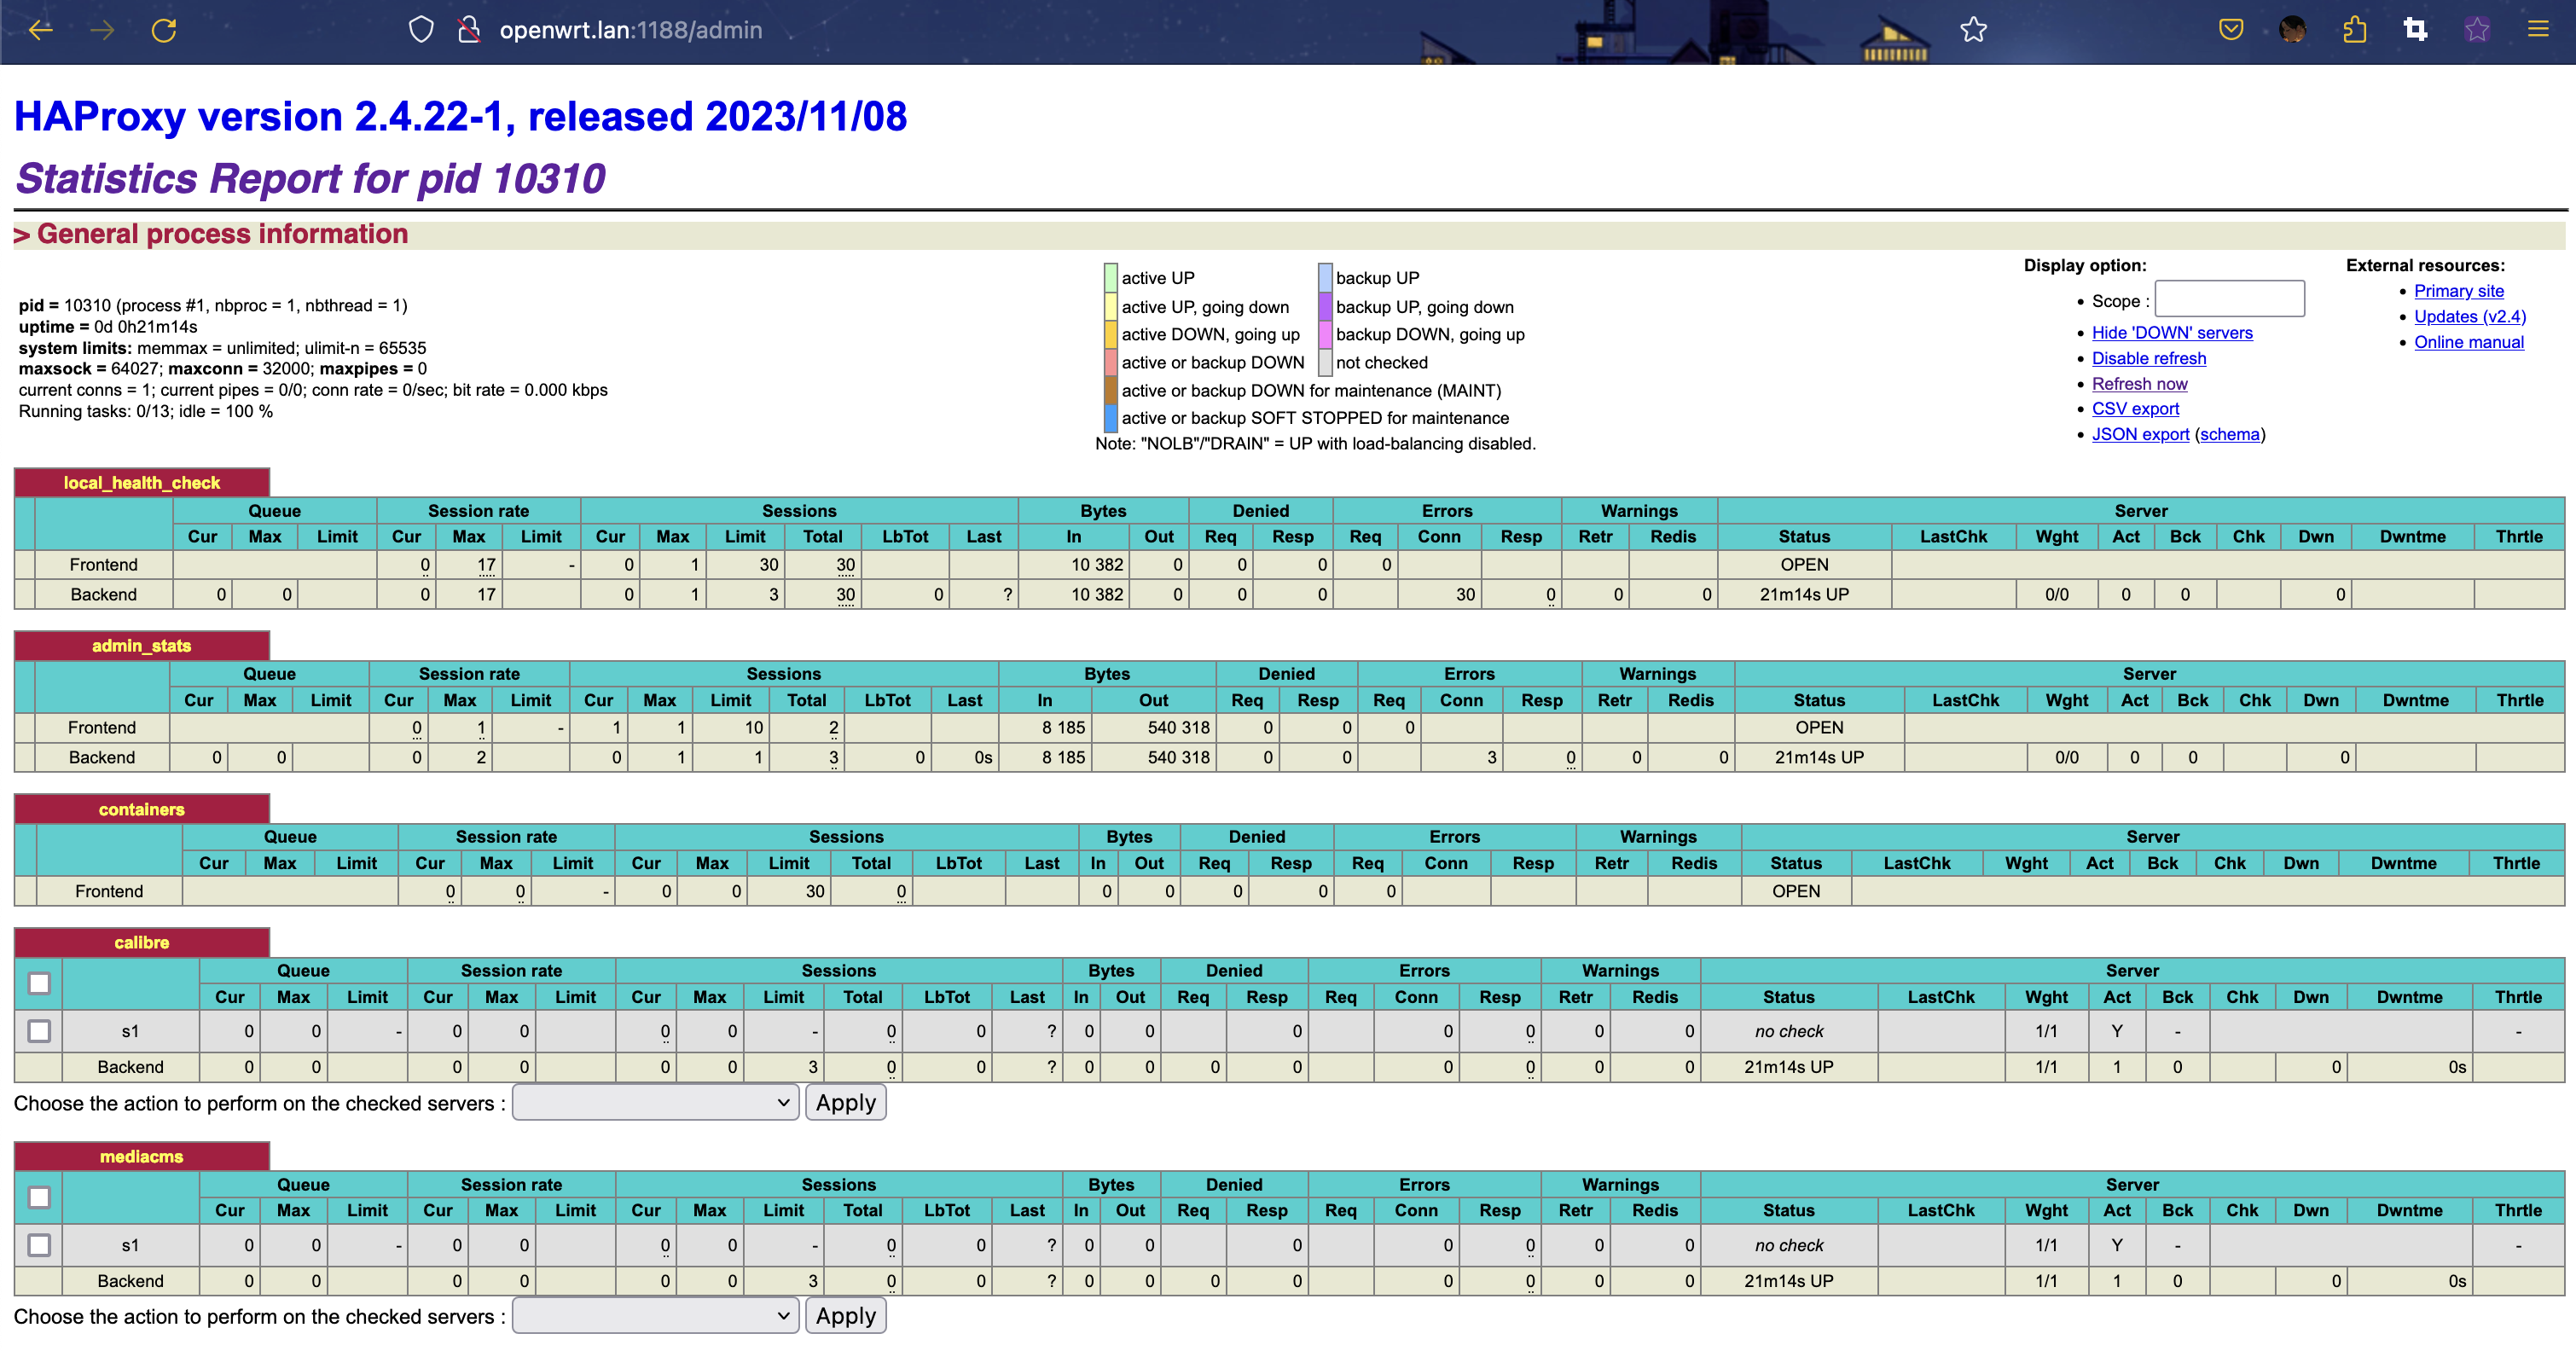 openwrt.lan:1188/admin
HAProxy version 2.4.22-1, released 2023/11/08
Statistics Report for pid 10310
> General process information
pid = 10310 (process #1, nbproc = 1, nbthread = 1)
uptime = 0d 0h21m14s
system limits: memmax = unlimited; ulimit-n = 65535
maxsock = 64027; maxconn = 32000; maxpipes = 0
current conns = 1; current pipes = 0/0; conn rate = 0/sec; bit rate = 0.000 kbps
Running tasks: 0/13; idle = 100 %
active UP backup UP
active UP, going down backup UP, going down
active DOWN, going up backup DOWN, going up
active or backup DOWN not checked
active or backup DOWN for maintenance (MAINT)
active or backup SOFT STOPPED for maintenance
Note: "NOLB"/"DRAIN" = UP with load-balancing disabled.
Display option:
• Scope :
• Hide 'DOWN' servers
• Disable refresh
• Refresh now
• CSV export
• JSON export (schema)
External resources:
• Primary site
• Updates (v2.4)
• Online manual
local_health_check
Queue Session rate Sessions Bytes Denied Errors Warnings Server
Cur Max Limit Cur Max Limit Cur Max Limit Total LbTot Last In Out Req Resp Req Conn Resp Retr Redis Status LastChk Wght Act Bck Chk Dwn Dwntme Thrtle
Frontend 0 17 - 0 1 30 30 10 382 0 0 0 0 OPEN
Backend 0 0 0 17 0 1 3 30 0 ? 10 382 0 0 0 30 0 0 0 21m14s UP 0/0 0 0 0
admin_stats
Queue Session rate Sessions Bytes Denied Errors Warnings Server
Cur Max Limit Cur Max Limit Cur Max Limit Total LbTot Last In Out Req Resp Req Conn Resp Retr Redis Status LastChk Wght Act Bck Chk Dwn Dwntme Thrtle
Frontend 0 1 - 1 1 10 2 8 185 540 318 0 0 0 OPEN
Backend 0 0 0 2 0 1 1 3 0 0s 8 185 540 318 0 0 3 0 0 0 21m14s UP 0/0 0 0 0
containers
Queue Session rate Sessions Bytes Denied Errors Warnings Server
Cur Max Limit Cur Max Limit Cur Max Limit Total LbTot Last In Out Req Resp Req Conn Resp Retr Redis Status LastChk Wght Act Bck Chk Dwn Dwntme Thrtle
Frontend 0 0 - 0 0 30 0 0 0 0 0 0 OPEN
calibre
Queue Session rate Sessions Bytes Denied Errors Warnings Server
Cur Max Limit Cur Max Limit Cur Max Limit Total LbTot Last In Out Req Resp Req Conn Resp Retr Redis Status LastChk Wght Act Bck Chk Dwn Dwntme Thrtle
s1 0 0 - 0 0 0 0 - 0 0 ? 0 0 0 0 0 0 0 no check 1/1 Y - -
Backend 0 0 0 0 0 0 3 0 0 ? 0 0 0 0 0 0 0 0 21m14s UP 1/1 1 0 0 0s
Choose the action to perform on the checked servers : Apply
mediacms
Queue Session rate Sessions Bytes Denied Errors Warnings Server
Cur Max Limit Cur Max Limit Cur Max Limit Total LbTot Last In Out Req Resp Req Conn Resp Retr Redis Status LastChk Wght Act Bck Chk Dwn Dwntme Thrtle
s1 0 0 - 0 0 0 0 - 0 0 ? 0 0 0 0 0 0 0 no check 1/1 Y - -
Backend 0 0 0 0 0 0 3 0 0 ? 0 0 0 0 0 0 0 0 21m14s UP 1/1 1 0 0 0s
Choose the action to perform on the checked servers : Apply